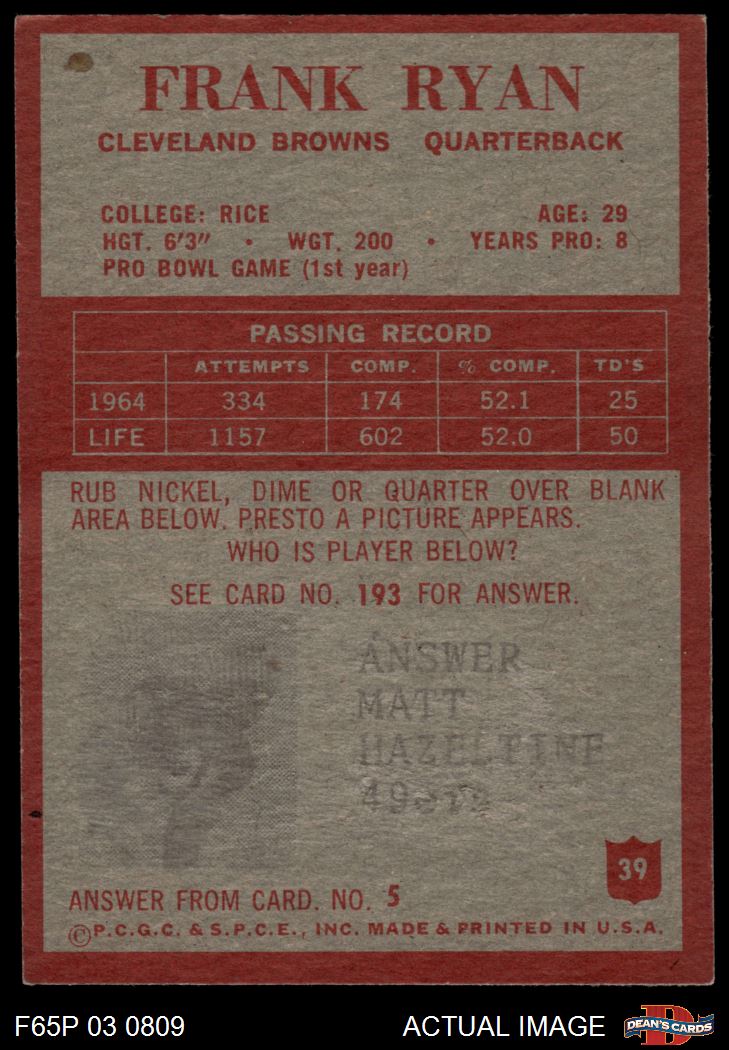 FRANK RYAN
CLEVELAND BROWNS QUARTERBACK
COLLEGE: RICE AGE: 29
HGT. 6'3" • WGT. 200 • YEARS PRO: 8
PRO BOWL GAME (1st year)
PASSING RECORD
ATTEMPTS COMP. % COMP. TD'S
1964 334 174 52.1 25
LIFE 1157 602 52.0 50
RUB NICKEL, DIME OR QUARTER OVER BLANK
AREA BELOW. PRESTO A PICTURE APPEARS.
WHO IS PLAYER BELOW?
SEE CARD NO. 193 FOR ANSWER.
ANSWER
MATT
HAZELTINE
49ers
39
ANSWER FROM CARD. NO. 5
© P.C.G.C. & S.P.C.E., INC. MADE & PRINTED IN U.S.A.
F65P 03 0809 ACTUAL IMAGE DEAN'S CARDS